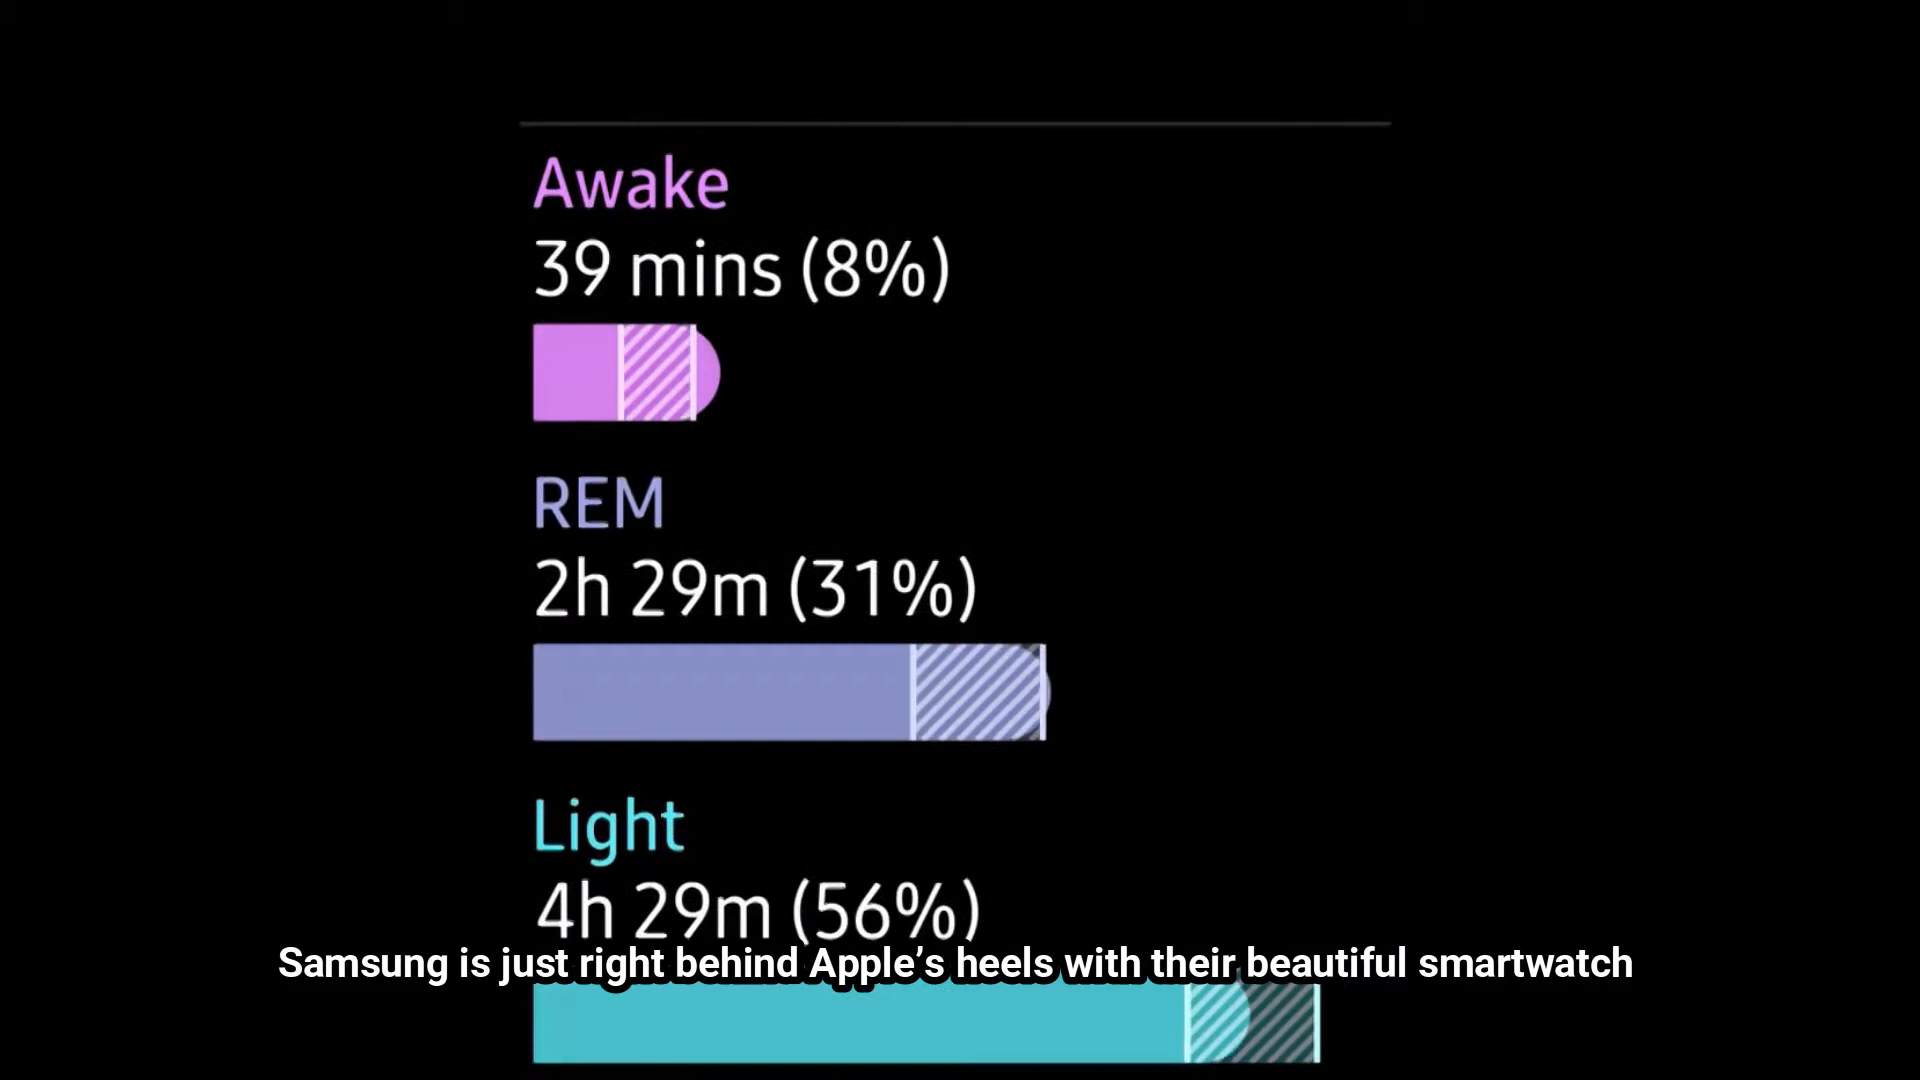 Awake
39 mins (8%)
REM
2h 29m (31%)
Light
4h 29m (56%)
Samsung is just right behind Apple’s heels with their beautiful smartwatch